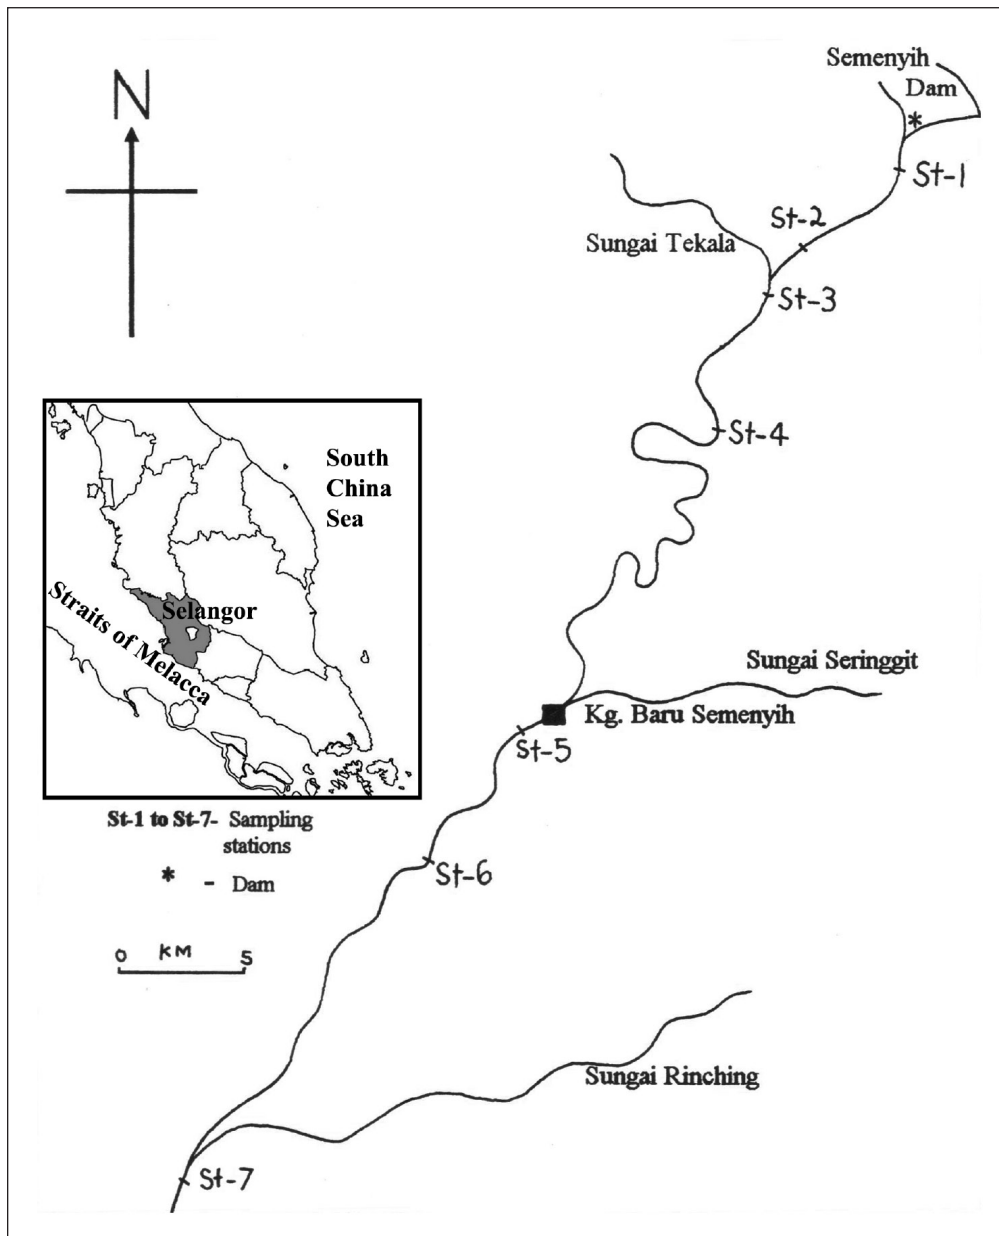 N
Semenyih
Dam
*
St-1
St-2
Sungai Tekala
St-3
St-4
South
China
Sea
Selangor
Straits of Melacca
Sungai Seringgit
Kg. Baru Semenyih
St-5
St-1 to St-7- Sampling
stations
* - Dam
St-6
0 KM 5
Sungai Rinching
St-7